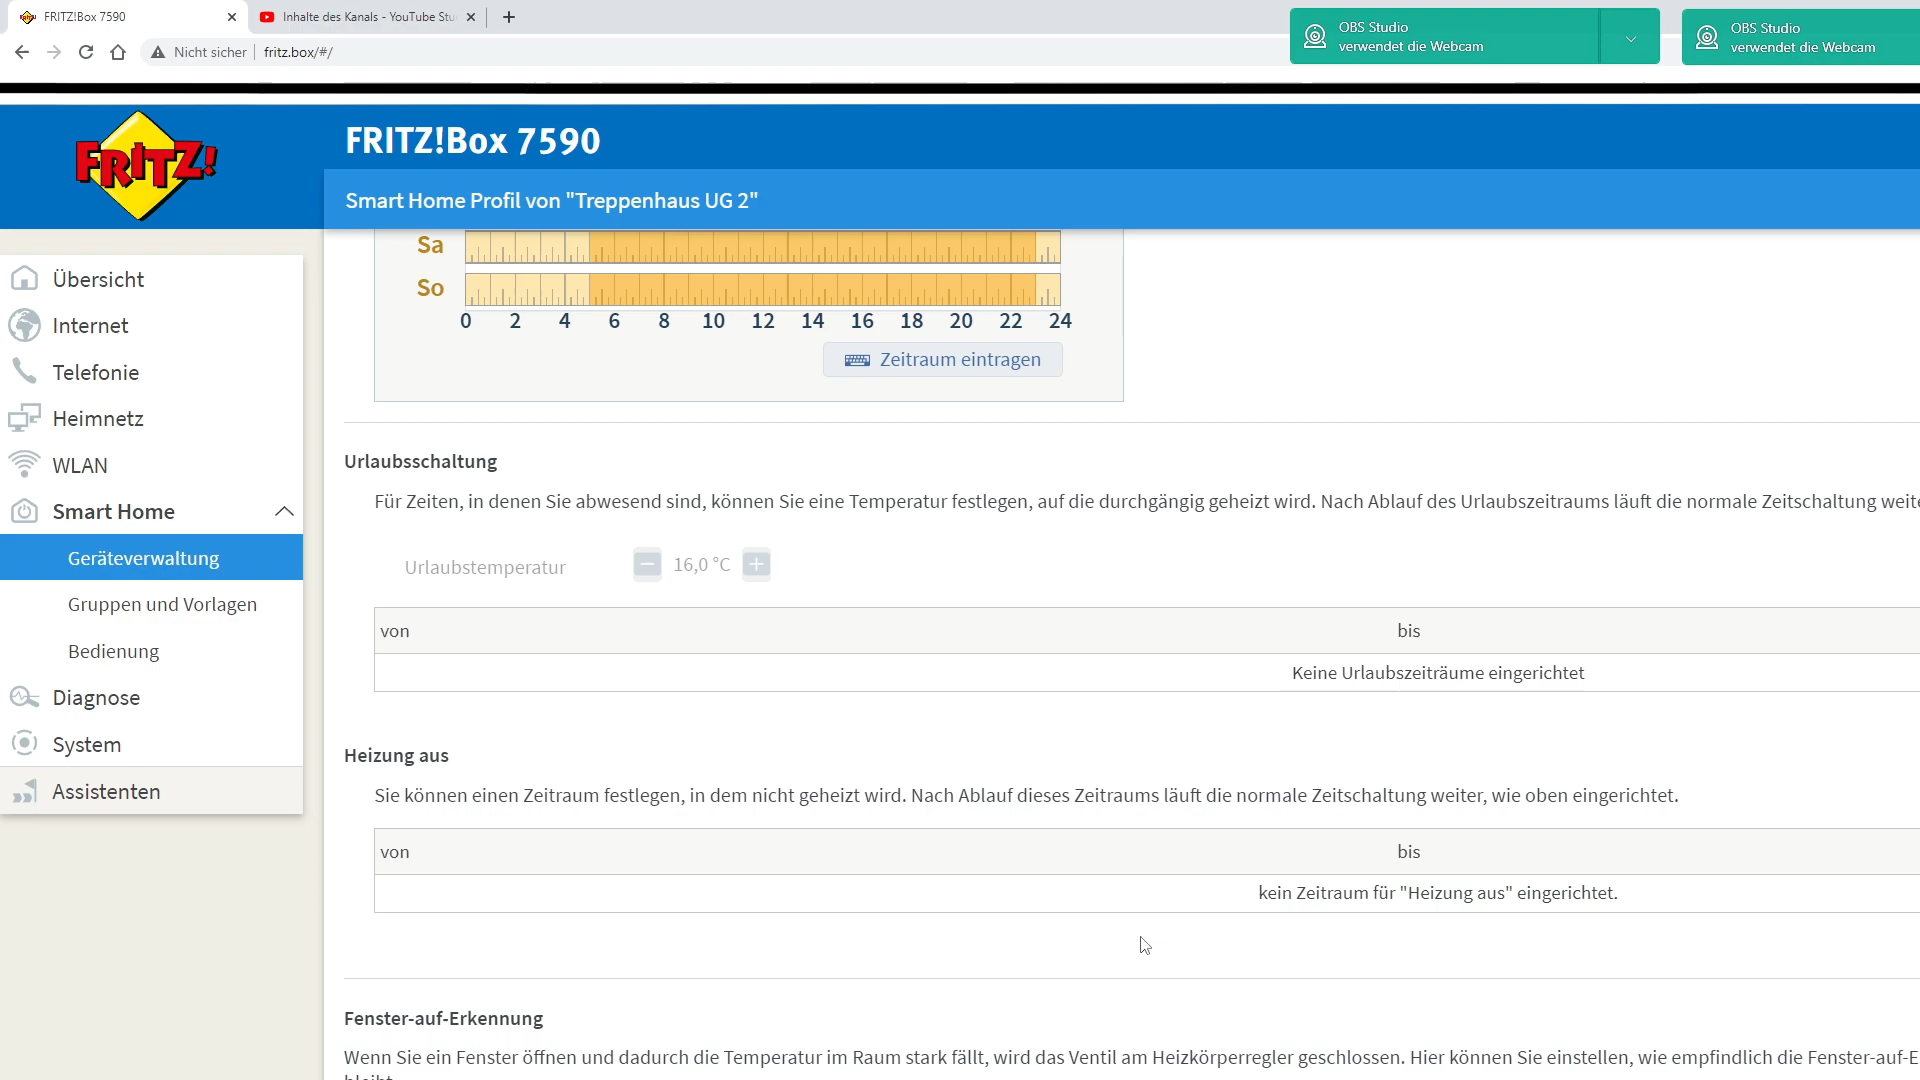 FRITZ!Box 7590
Inhalte des Kanals - YouTube Stu
OBS Studio
verwendet die Webcam
OBS Studio
verwendet die Webcam
Nicht sicher
fritz.box/#/
FRITZ!
FRITZ!Box 7590
Smart Home Profil von "Treppenhaus UG 2"
Übersicht
Internet
Telefonie
Heimnetz
WLAN
Smart Home
Geräteverwaltung
Gruppen und Vorlagen
Bedienung
Diagnose
System
Assistenten
Sa
So
0 2 4 6 8 10 12 14 16 18 20 22 24
Zeitraum eintragen
Urlaubsschaltung
Für Zeiten, in denen Sie abwesend sind, können Sie eine Temperatur festlegen, auf die durchgängig geheizt wird. Nach Ablauf des Urlaubszeitraums läuft die normale Zeitschaltung weite
Urlaubstemperatur
16,0 °C
von bis
Keine Urlaubszeiträume eingerichtet
Heizung aus
Sie können einen Zeitraum festlegen, in dem nicht geheizt wird. Nach Ablauf dieses Zeitraums läuft die normale Zeitschaltung weiter, wie oben eingerichtet.
von bis
kein Zeitraum für "Heizung aus" eingerichtet.
Fenster-auf-Erkennung
Wenn Sie ein Fenster öffnen und dadurch die Temperatur im Raum stark fällt, wird das Ventil am Heizkörperregler geschlossen. Hier können Sie einstellen, wie empfindlich die Fenster-auf-E